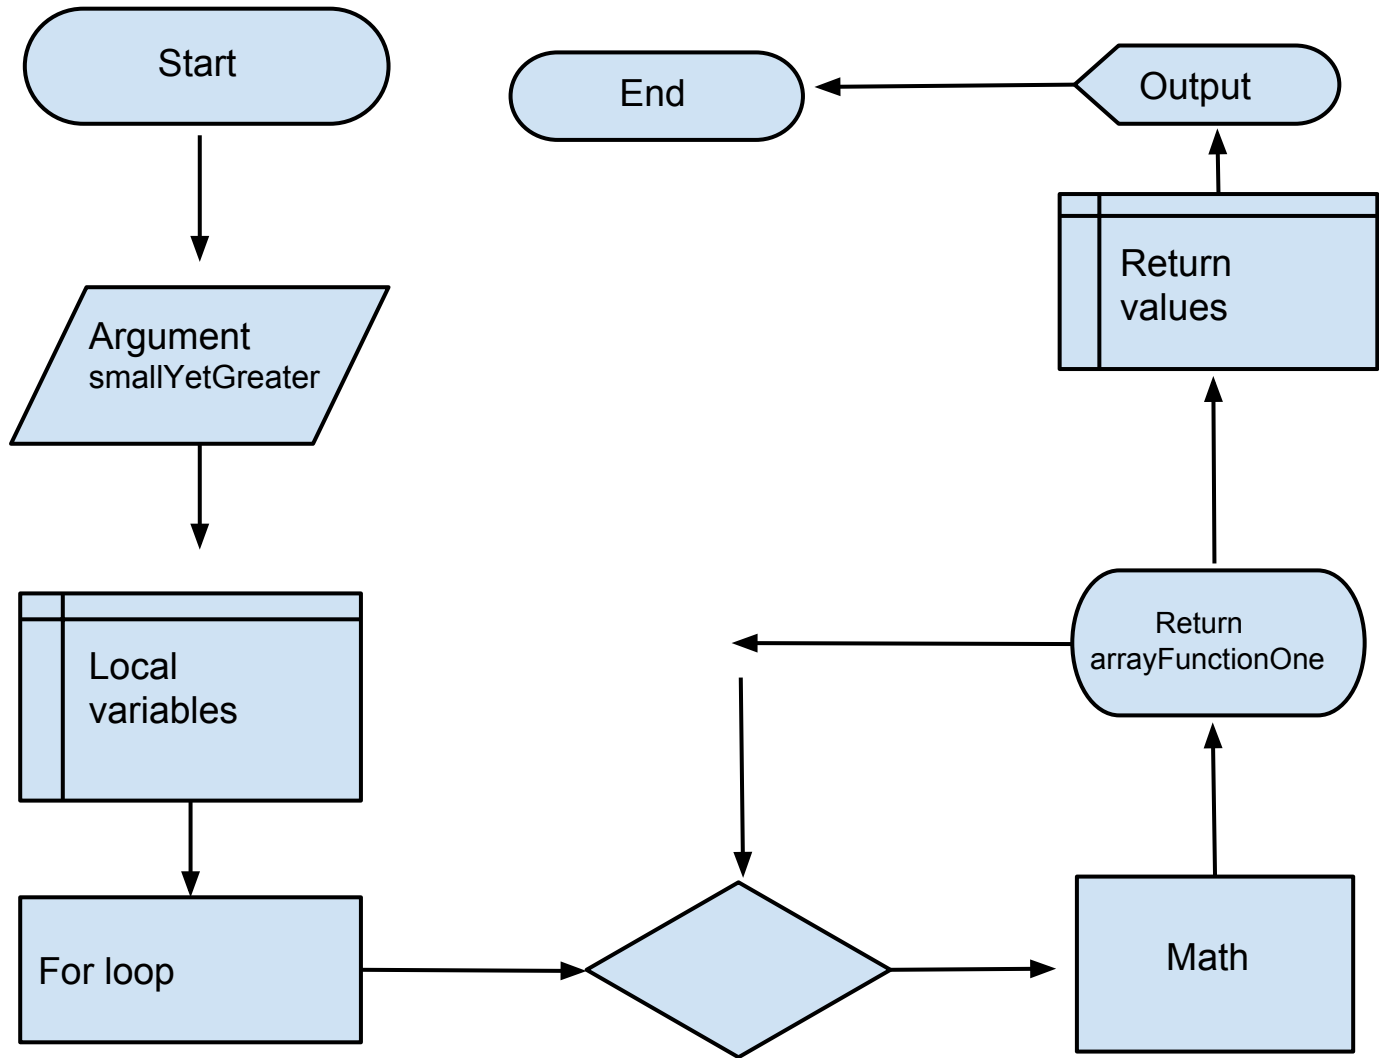 Start
Argument
smallYetGreater
Local
variables
For loop
Math
Return
arrayFunctionOne
Return
values
Output
End